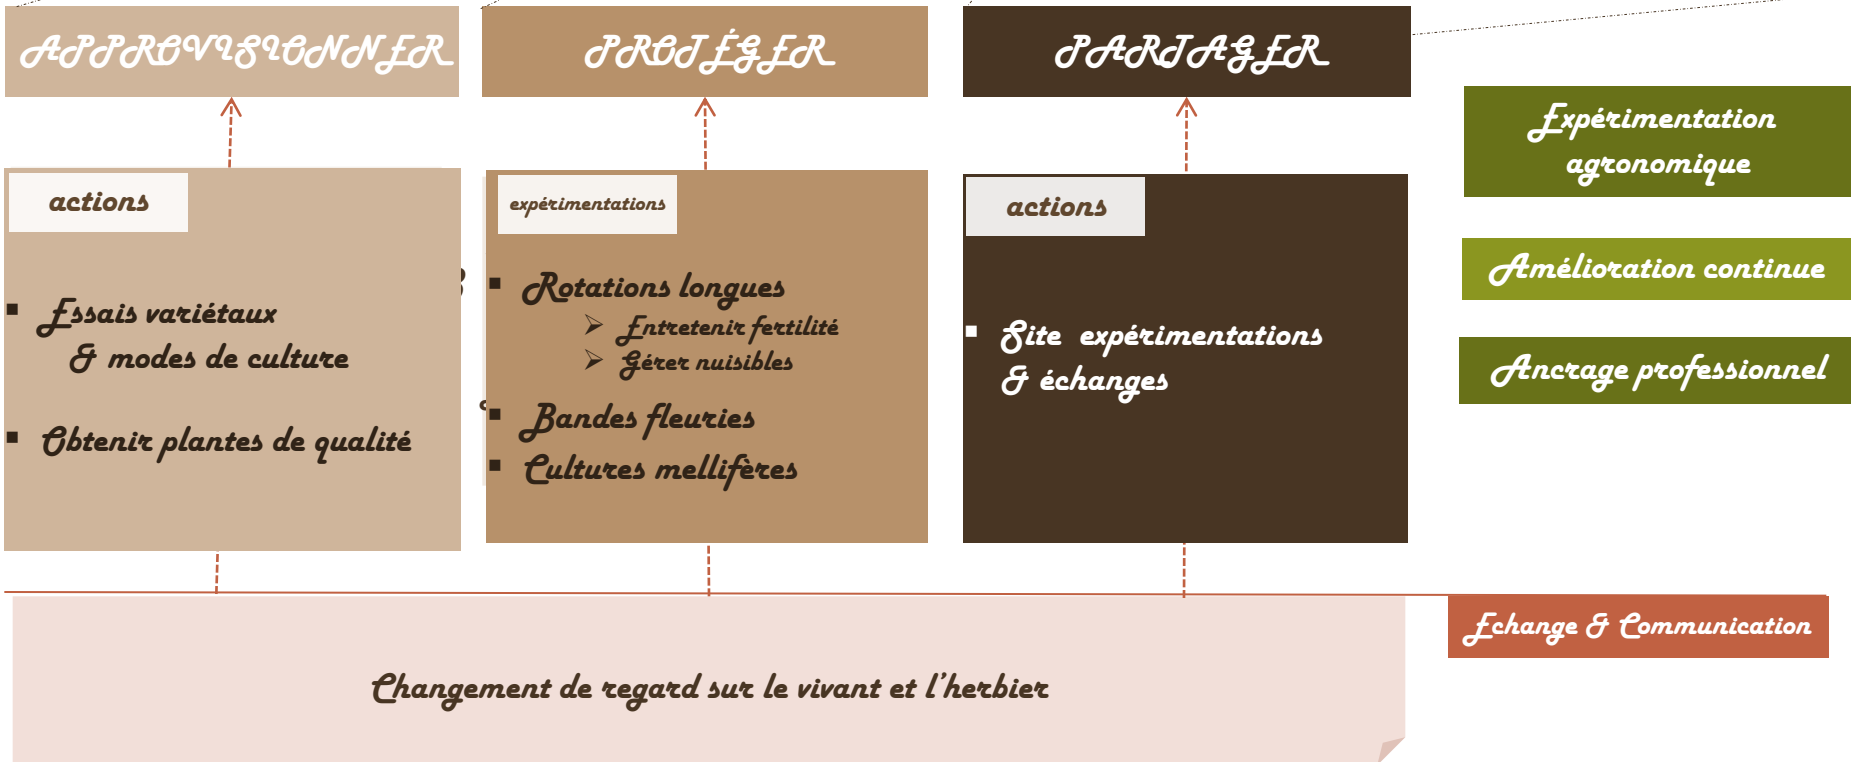 APPROVISIONNER
PROTÉGER
PARTAGER
actions
Essais variétaux
& modes de culture
Obtenir plantes de qualité
expérimentations
Rotations longues
Entretenir fertilité
Gérer nuisibles
Bandes fleuries
Cultures mellifères
actions
Site expérimentations
& échanges
Expérimentation
agronomique
Amélioration continue
Ancrage professionnel
Echange & Communication
Changement de regard sur le vivant et l'herbier